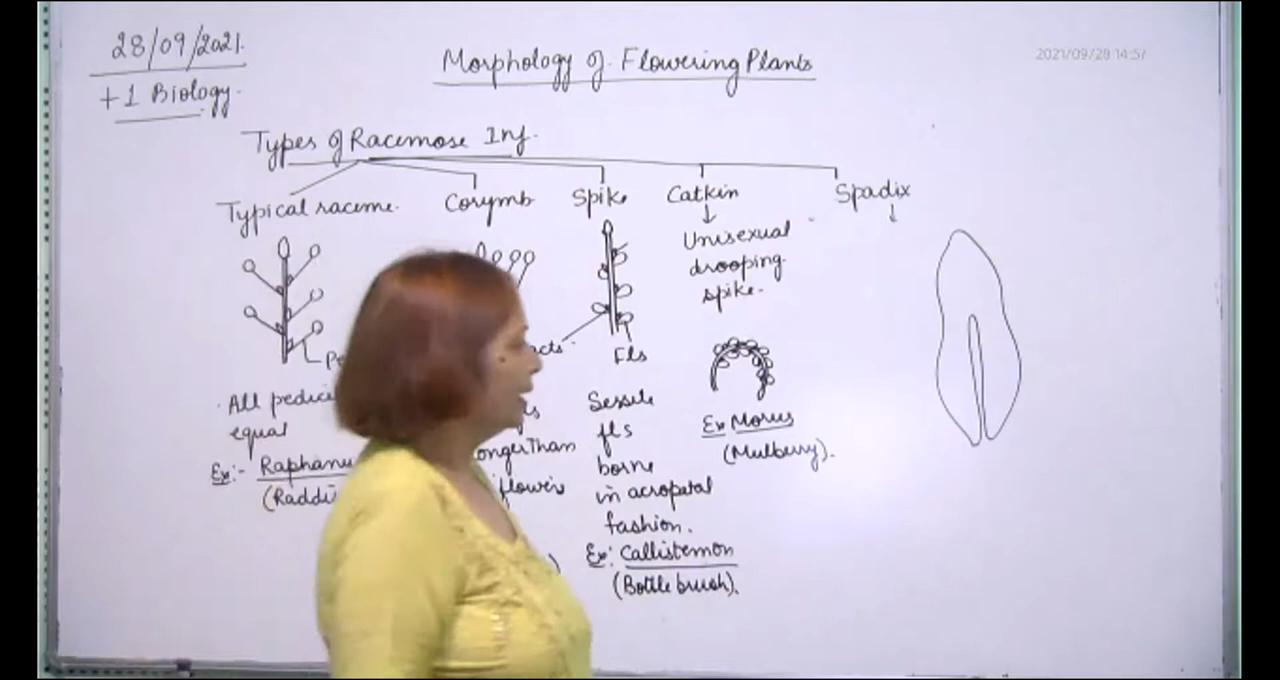 28/09/2021.
+1 Biology.
Morphology of Flowering Plants
2021/09/28 14:57
Types of Racemose Inf.
Typical raceme.
Corymb
Spike
Catkin
Spadix
Unisexual
drooping
spike.
Fls
All
equal
Ex:-
Sessile
fls
borne
in acropetal
fashion.
Ex: Callistemon
(Bottle brush).
Than
flowers
Ex Morus
(Mulberry).